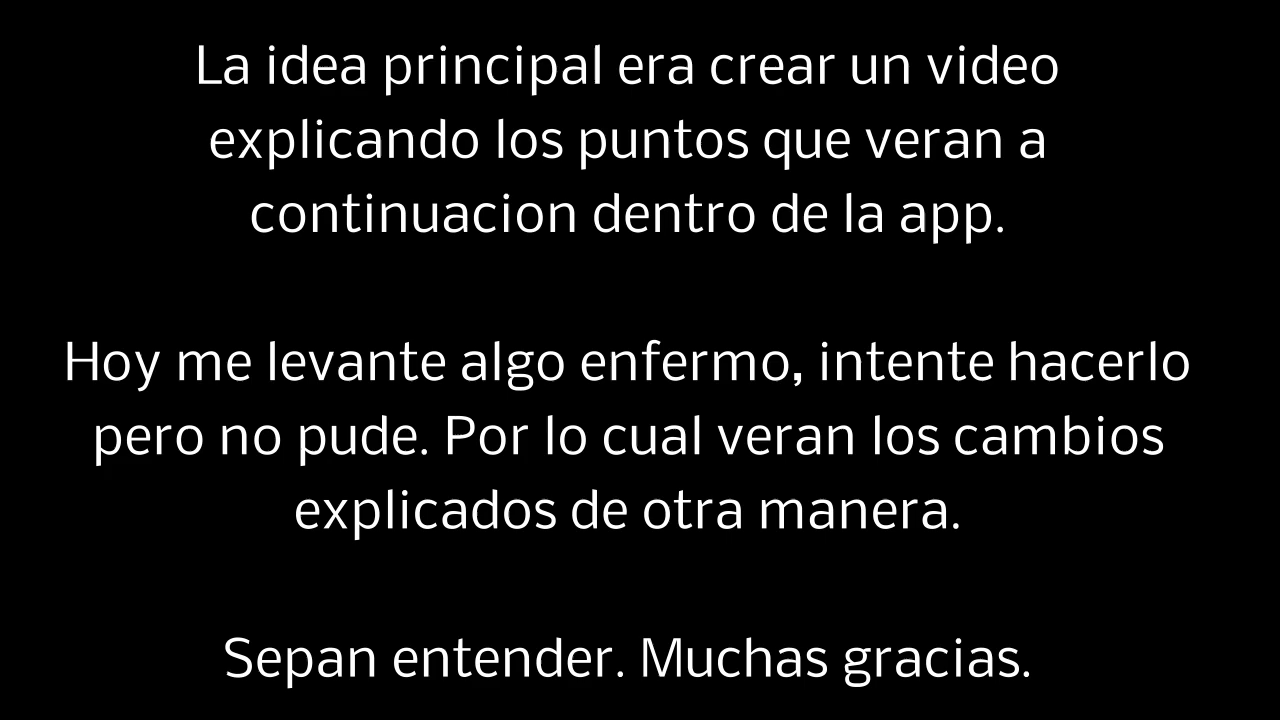 La idea principal era crear un video
explicando los puntos que veran a
continuacion dentro de la app.
Hoy me levante algo enfermo, intente hacerlo
pero no pude. Por lo cual veran los cambios
explicados de otra manera.
Sepan entender. Muchas gracias.